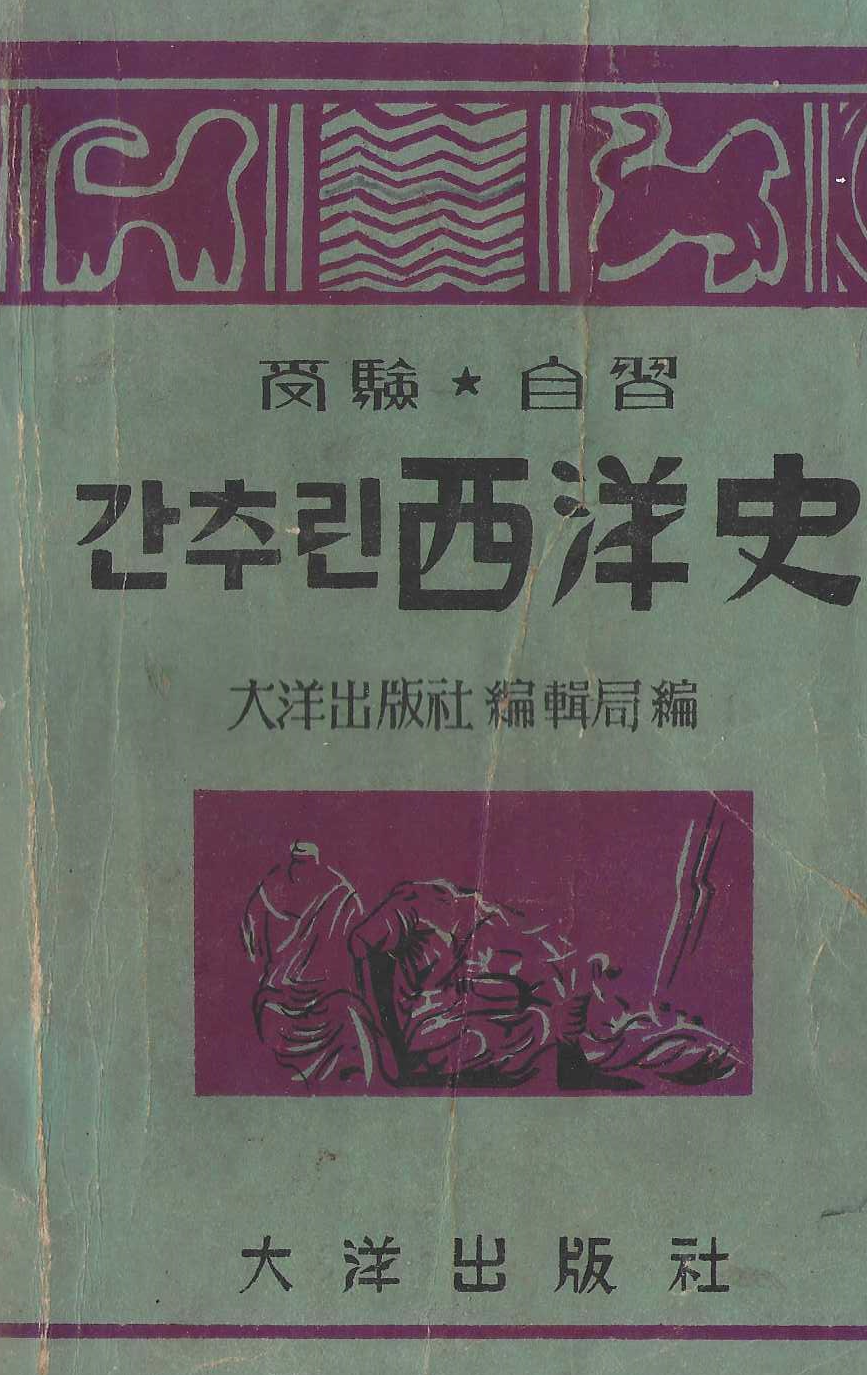 受驗★自習
간추린 西洋史
大洋出版社 編輯局 編
大洋出版社